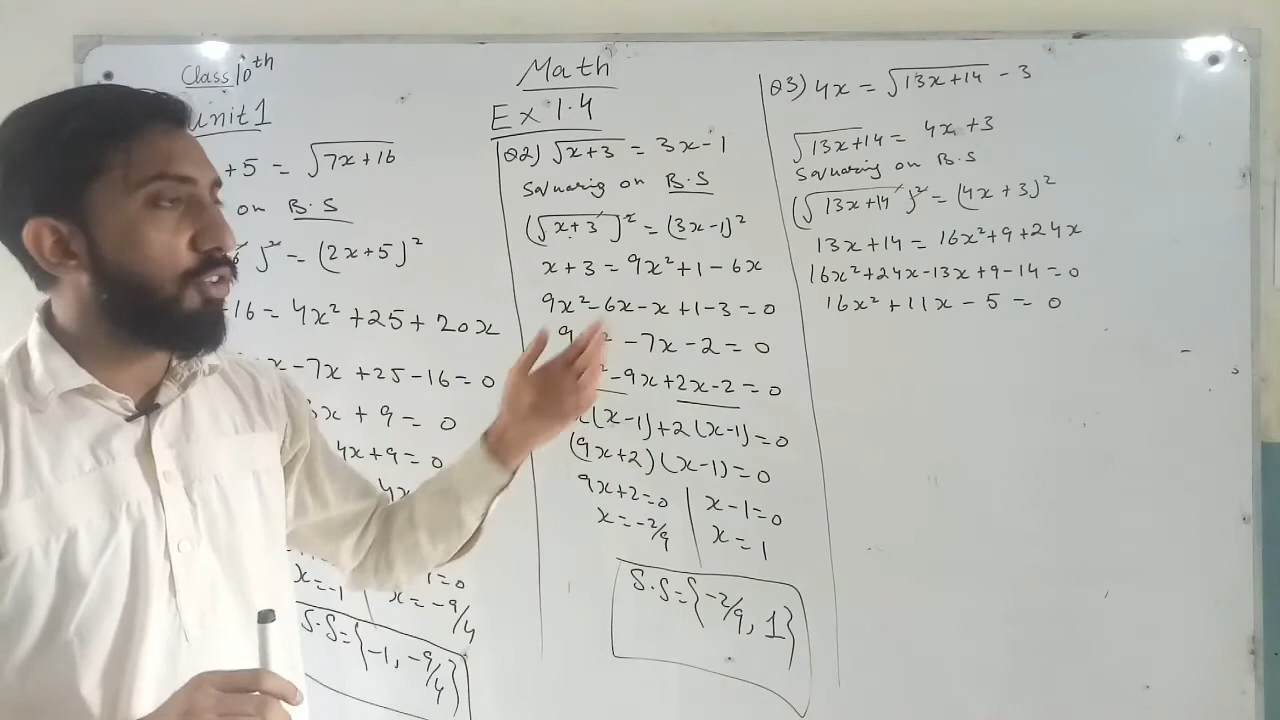 Class 10th
Unit 1
+5 = √7x+16
on B.S
)² = (2x+5)²
-16 = 4x²+25+20x
x-7x+25-16=0
x+9=0
4x+9=0
4x
1=0
x=-1 | x=-9/4
S.S={-1, -9/4}
Math
Ex 1.4
Q2) √x+3 = 3x-1
Squaring on B.S
(√x+3)² = (3x-1)²
x+3 = 9x²+1-6x
9x²-6x-x+1-3=0
9x²-7x-2=0
²-9x+2x-2=0
(x-1)+2(x-1)=0
(9x+2)(x-1)=0
9x+2=0 | x-1=0
x=-2/9 | x=1
S.S={-2/9, 1}
Q3) 4x = √13x+14 - 3
√13x+14 = 4x+3
Squaring on B.S
(√13x+14)² = (4x+3)²
13x+14 = 16x²+9+24x
16x²+24x-13x+9-14=0
16x²+11x-5=0